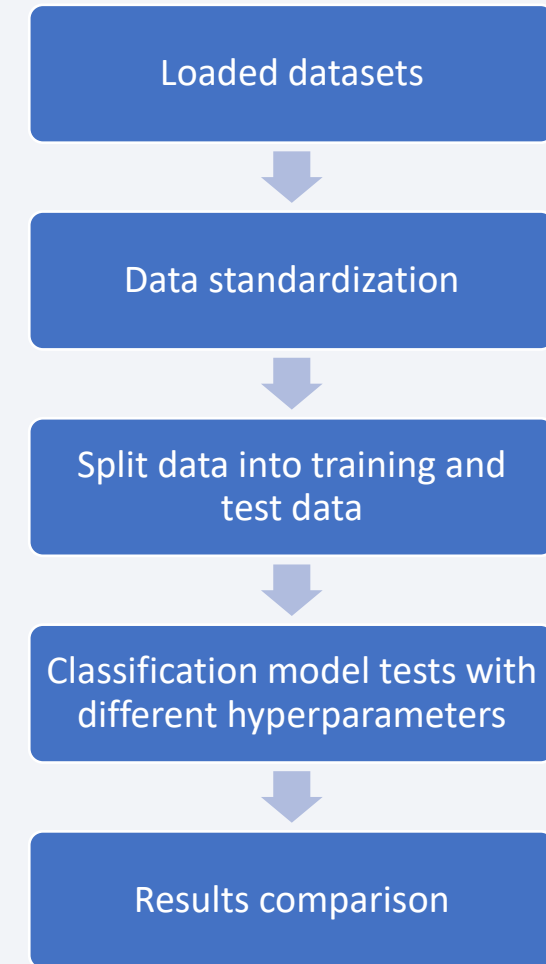 Loaded datasets
Data standardization
Split data into training and
test data
Classification model tests with
different hyperparameters
Results comparison